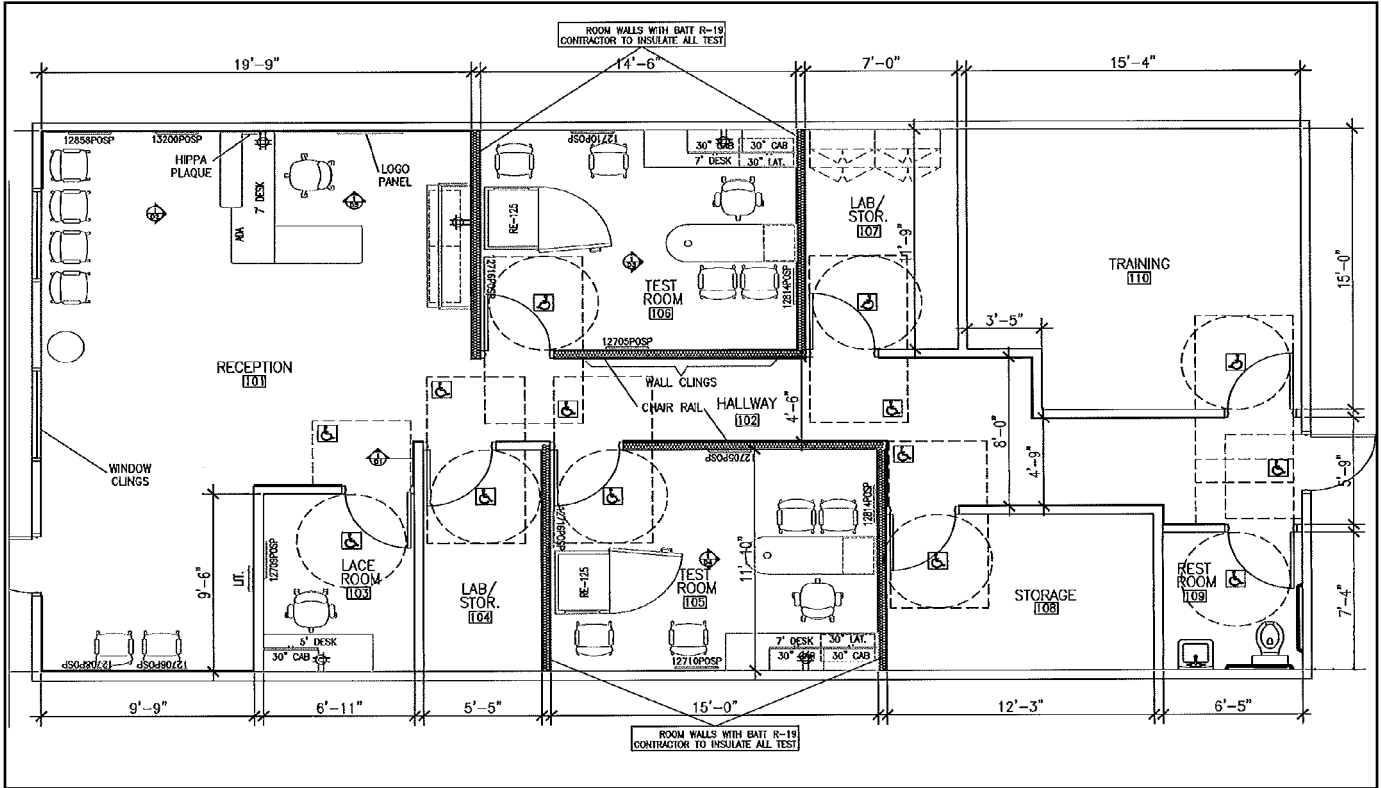 ROOM WALLS WITH BATT R-19
CONTRACTOR TO INSULATE ALL TEST
19'-9"
14'-6"
7'-0"
15'-4"
12858POSP
13200POSP
HIPPA
PLAQUE
LOGO
PANEL
7' DESK
ADA
12710POSP
30" CAB
30" CAB
7' DESK
30" LAT.
RE-125
LAB/
STOR.
107
TRAINING
110
15'-0"
3'-5"
12716POSP
TEST
ROOM
106
12814POSP
12705POSP
RECEPTION
101
WALL CLINGS
CHAIR RAIL
HALLWAY
102
4'-6"
8'-0"
4'-9"
5'-9"
WINDOW
CLINGS
12705POSP
12709POSP
LIT.
9'-6"
LACE
ROOM
103
5' DESK
30" CAB
LAB/
STOR.
104
12716POSP
RE-125
11'-10"
TEST
ROOM
105
12814POSP
7' DESK
30" LAT.
30" CAB
30" CAB
12710POSP
STORAGE
108
REST
ROOM
109
7'-4"
12708POSP
12706POSP
9'-9"
6'-11"
5'-5"
15'-0"
12'-3"
6'-5"
ROOM WALLS WITH BATT R-19
CONTRACTOR TO INSULATE ALL TEST